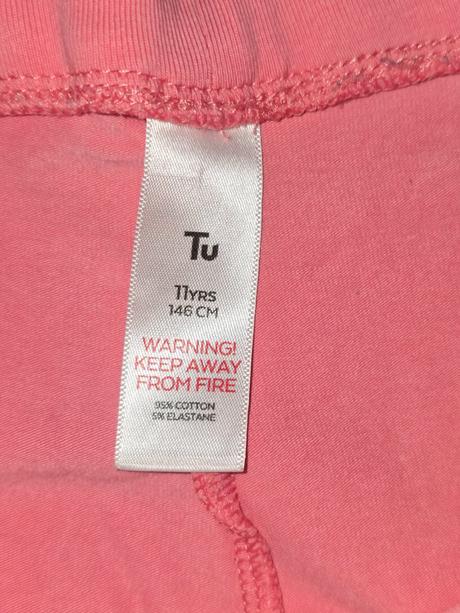 Tu
11YRS
146 CM
WARNING!
KEEP AWAY
FROM FIRE
95% COTTON
5% ELASTANE